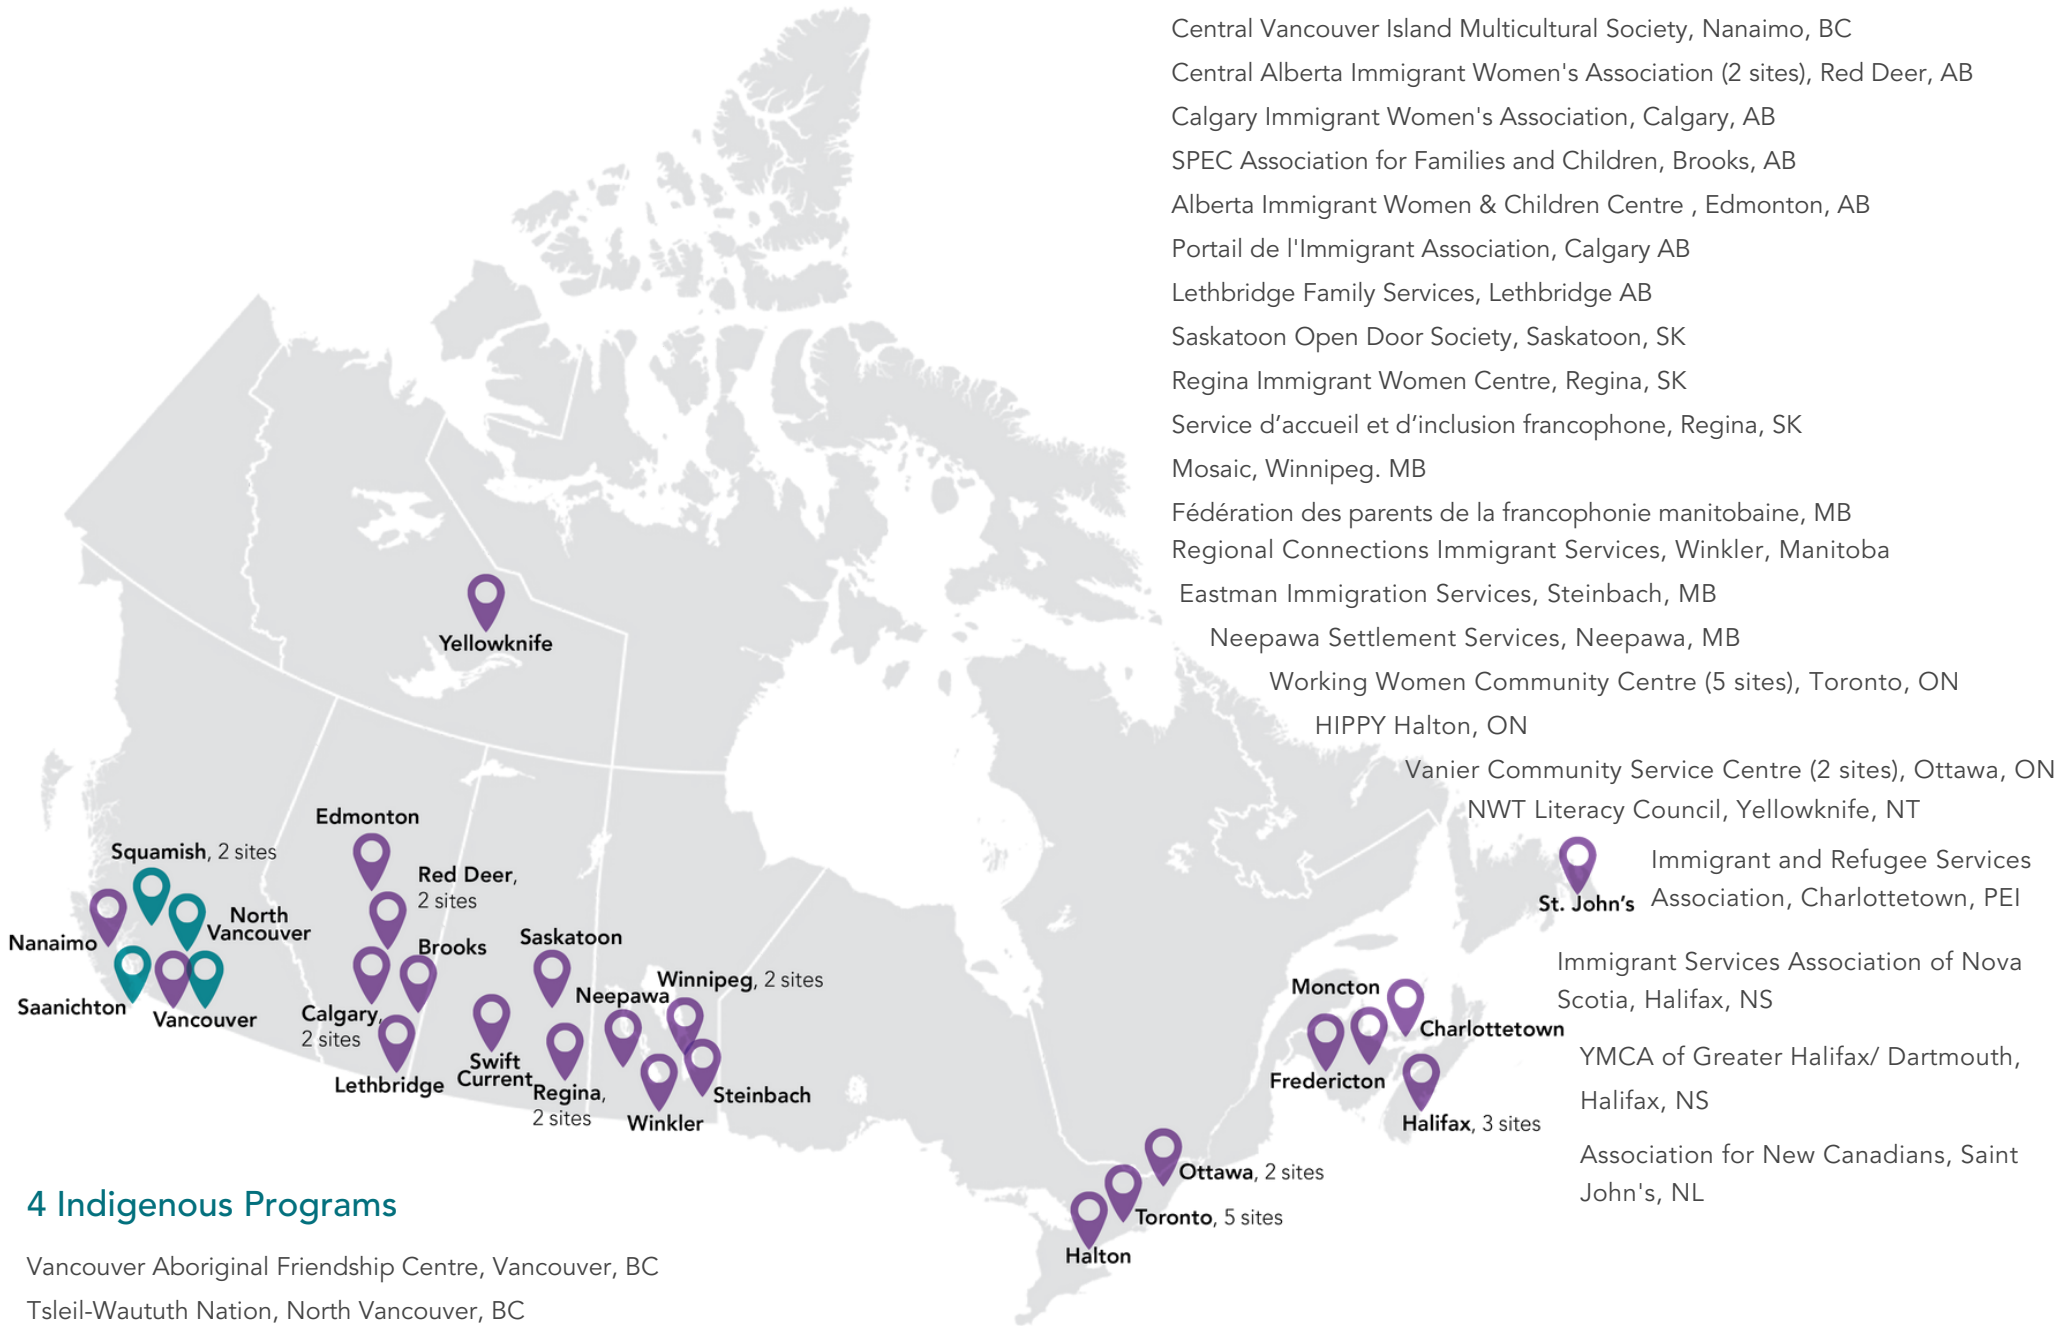 Central Vancouver Island Multicultural Society, Nanaimo, BC
Central Alberta Immigrant Women's Association (2 sites), Red Deer, AB
Calgary Immigrant Women's Association, Calgary, AB
SPEC Association for Families and Children, Brooks, AB
Alberta Immigrant Women & Children Centre , Edmonton, AB
Portail de l'Immigrant Association, Calgary AB
Lethbridge Family Services, Lethbridge AB
Saskatoon Open Door Society, Saskatoon, SK
Regina Immigrant Women Centre, Regina, SK
Service d’accueil et d’inclusion francophone, Regina, SK
Mosaic, Winnipeg. MB
Fédération des parents de la francophonie manitobaine, MB
Regional Connections Immigrant Services, Winkler, Manitoba
Eastman Immigration Services, Steinbach, MB
Neepawa Settlement Services, Neepawa, MB
Working Women Community Centre (5 sites), Toronto, ON
HIPPY Halton, ON
Vanier Community Service Centre (2 sites), Ottawa, ON
NWT Literacy Council, Yellowknife, NT
Immigrant and Refugee Services
Association, Charlottetown, PEI
Immigrant Services Association of Nova
Scotia, Halifax, NS
YMCA of Greater Halifax/ Dartmouth,
Halifax, NS
Association for New Canadians, Saint
John's, NL
Yellowknife
Edmonton
Squamish, 2 sites
Red Deer,
2 sites
North
Vancouver
Nanaimo
Brooks
Saskatoon
Saanichton
Vancouver
Calgary,
2 sites
Lethbridge
Swift
Current
Regina,
2 sites
Neepawa
Winnipeg, 2 sites
Winkler
Steinbach
St. John’s
Moncton
Charlottetown
Fredericton
Halifax, 3 sites
Ottawa, 2 sites
Toronto, 5 sites
Halton
4 Indigenous Programs
Vancouver Aboriginal Friendship Centre, Vancouver, BC
Tsleil-Waututh Nation, North Vancouver, BC